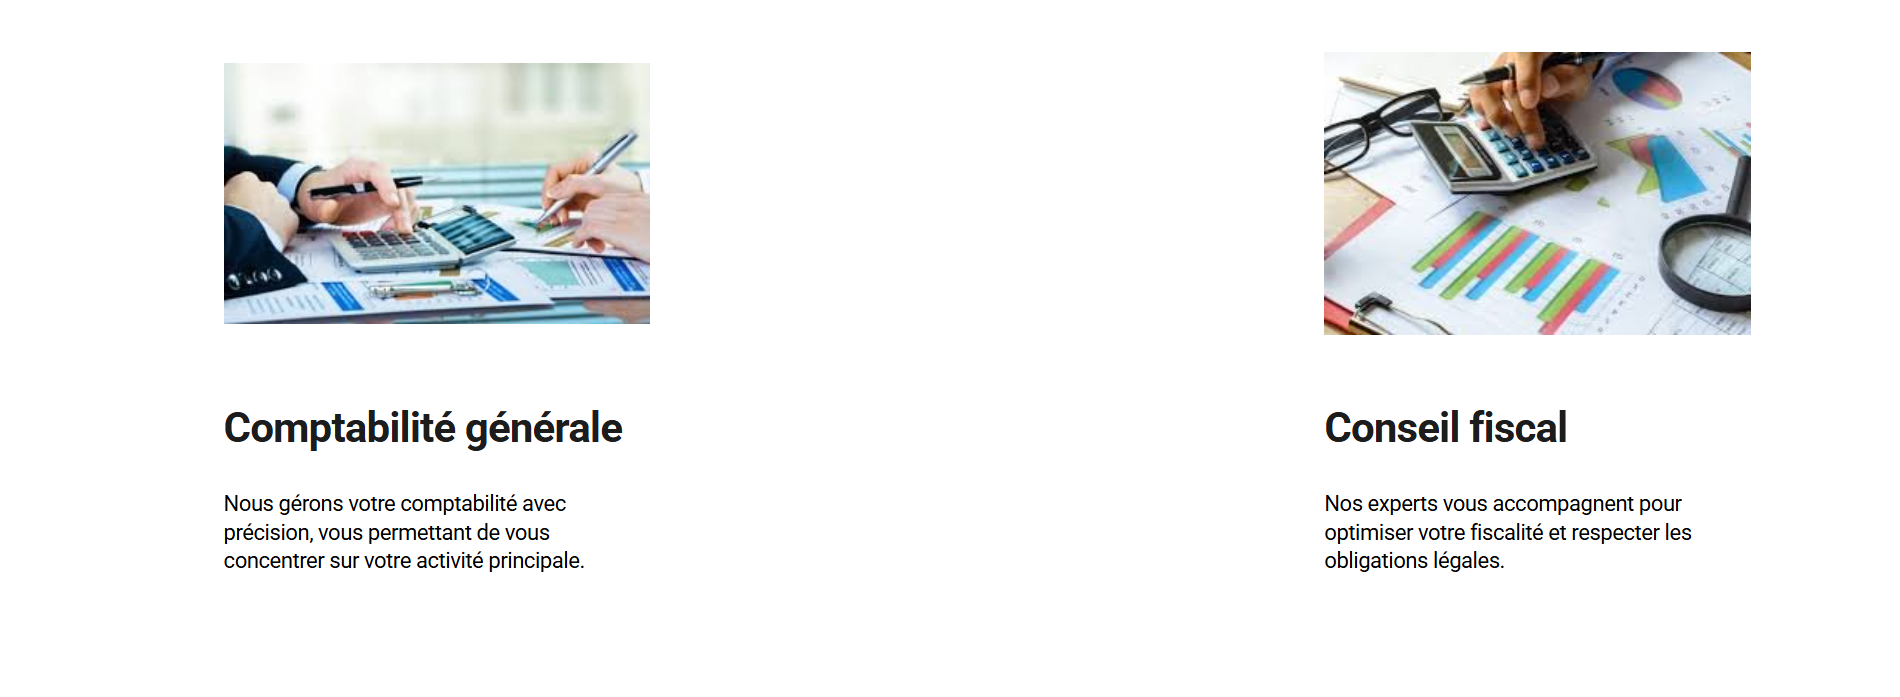 Comptabilité générale
Nous gérons votre comptabilité avec
précision, vous permettant de vous
concentrer sur votre activité principale.
Conseil fiscal
Nos experts vous accompagnent pour
optimiser votre fiscalité et respecter les
obligations légales.